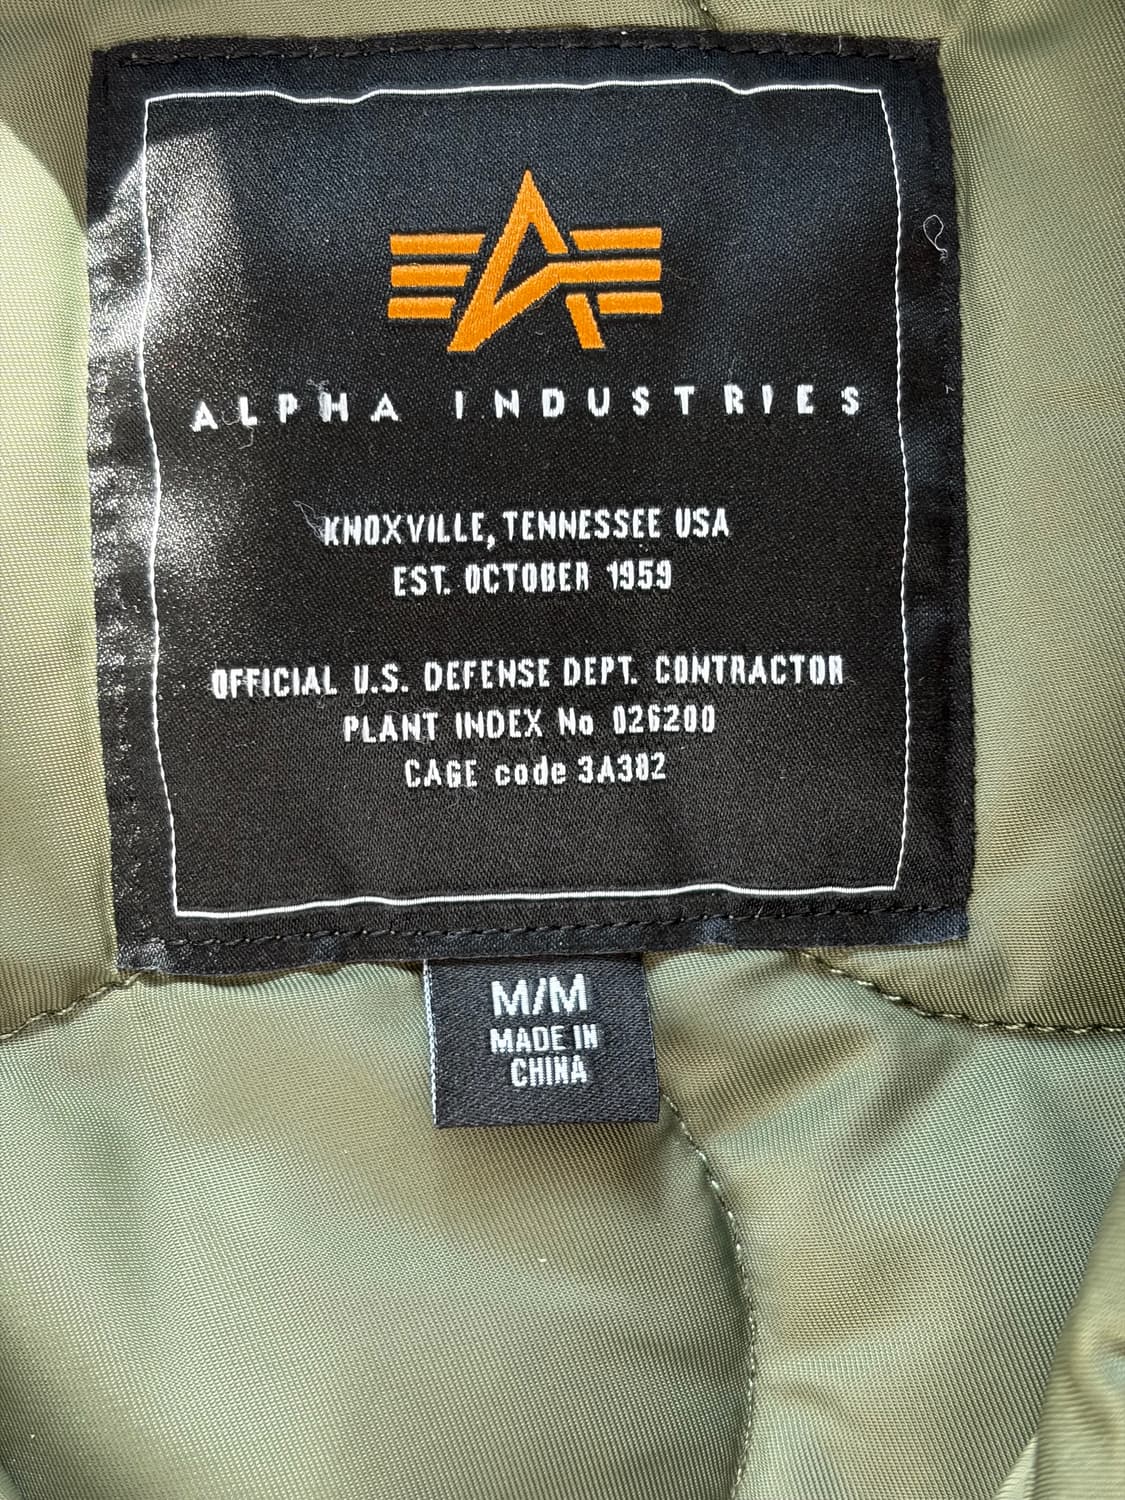 ALPHA INDUSTRIES
KNOXVILLE, TENNESSEE USA
EST. OCTOBER 1959
OFFICIAL U.S. DEFENSE DEPT. CONTRACTOR
PLANT INDEX No 026200
CAGE code 3A302
M/M
MADE IN
CHINA